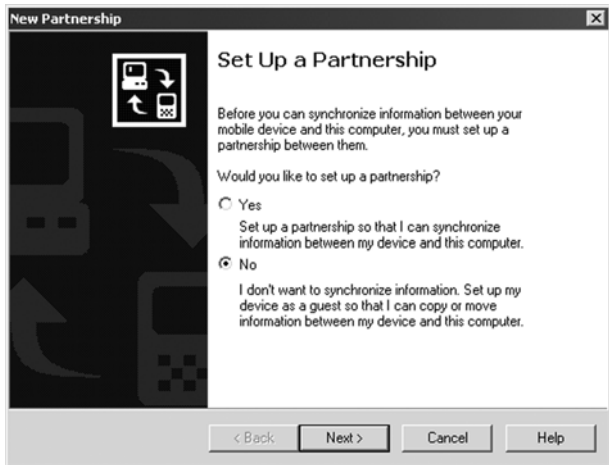 New Partnership
Set Up a Partnership
Before you can synchronize information between your
mobile device and this computer, you must set up a
partnership between them.
Would you like to set up a partnership?
Yes
Set up a partnership so that I can synchronize
information between my device and this computer.
No
I don't want to synchronize information. Set up my
device as a guest so that I can copy or move
information between my device and this computer.
< Back
Next >
Cancel
Help